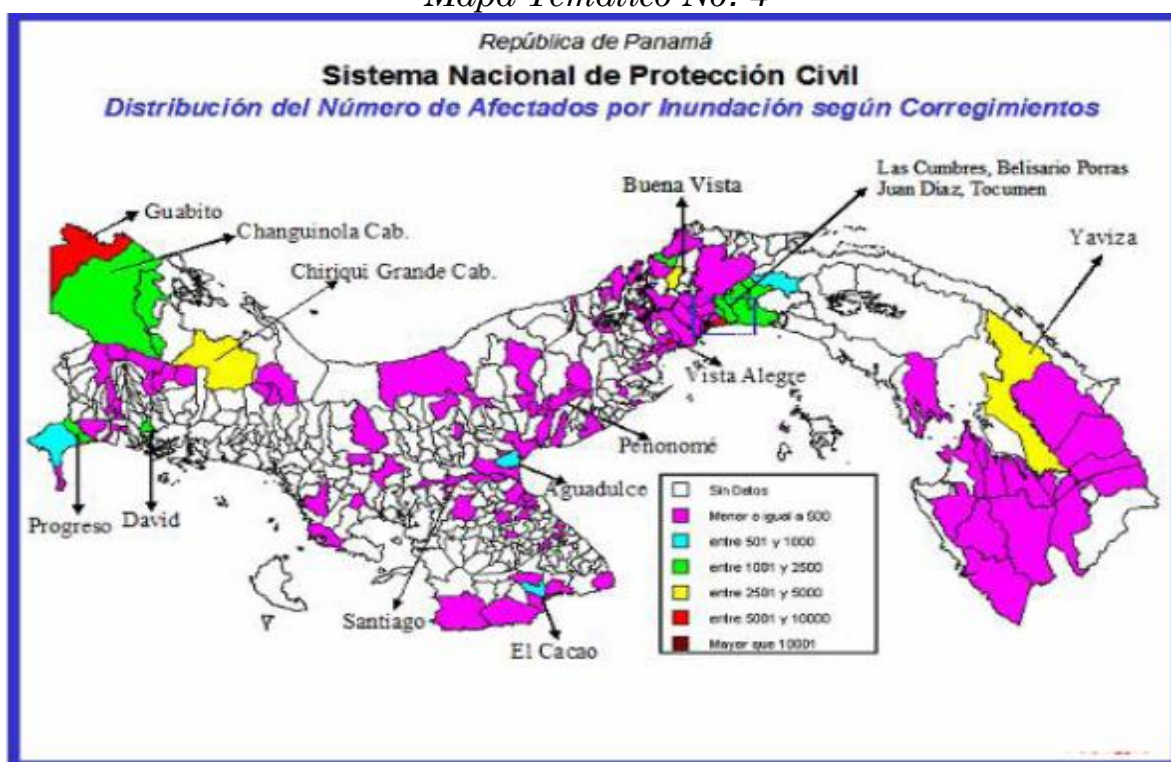 Mapa Temático No. 4
República de Panamá
Sistema Nacional de Protección Civil
Distribución del Número de Afectados por Inundación según Corregimientos
Las Cumbres, Belisario Porras
Juan Diaz, Tocumen
Buena Vista
Guabito
Changuinola Cab.
Yaviza
Chiriqui Grande Cab.
Vista Alegre
Penonomé
Aguadulce
Progreso
David
Santiago
El Cacao
Sin Datos
Menor o igual a 500
entre 501 y 1000
entre 1001 y 2500
entre 2501 y 5000
entre 5001 y 10000
Mayor que 10001